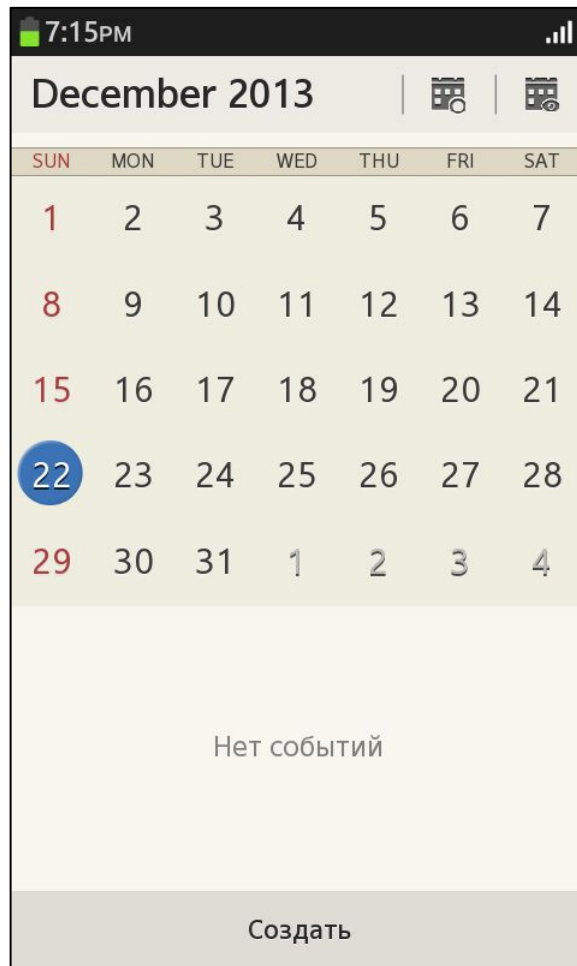 7:15PM
December 2013
SUN MON TUE WED THU FRI SAT
1 2 3 4 5 6 7
8 9 10 11 12 13 14
15 16 17 18 19 20 21
22 23 24 25 26 27 28
29 30 31 1 2 3 4
Нет событий
Создать